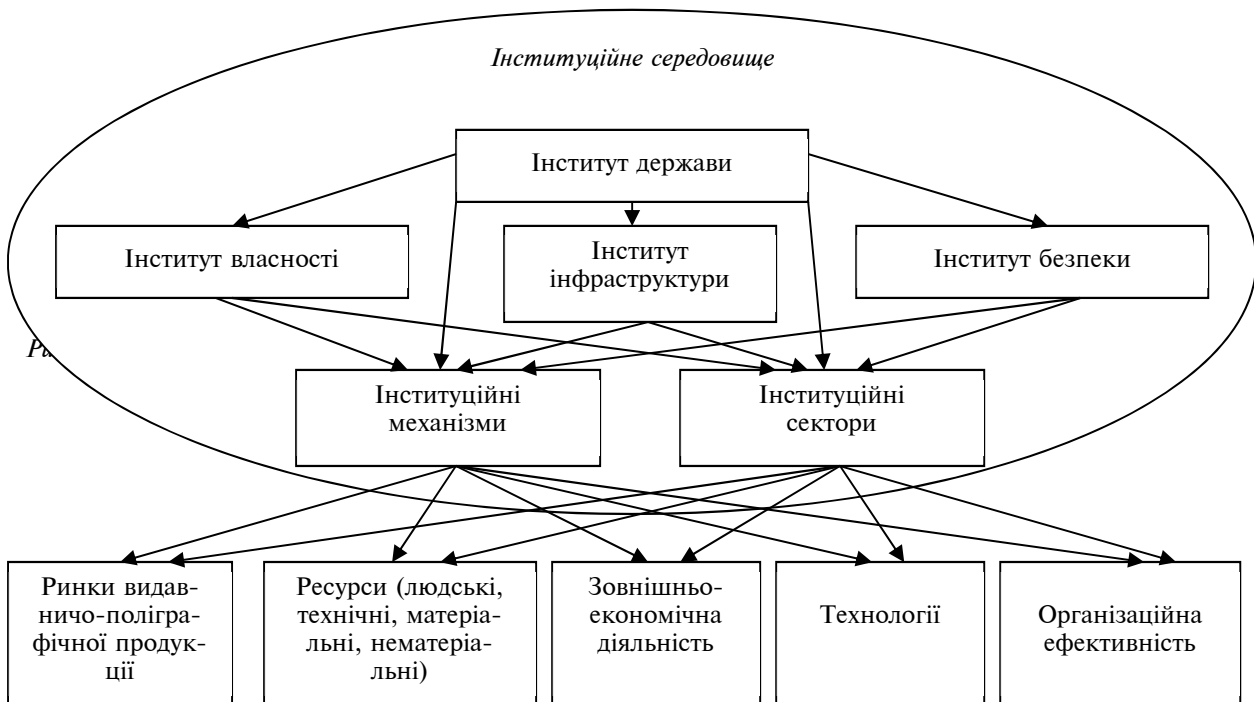 Інституційне середовище
Інститут держави
Інститут власності
Інститут
інфраструктури
Інститут безпеки
Інституційні
механізми
Інституційні
сектори
Ринки видав-
ничо-полігра-
фічної продук-
ції
Ресурси (людські,
технічні, матеріа-
льні, нематеріа-
льні)
Зовнішньо-
економічна
діяльність
Технології
Організаційна
ефективність